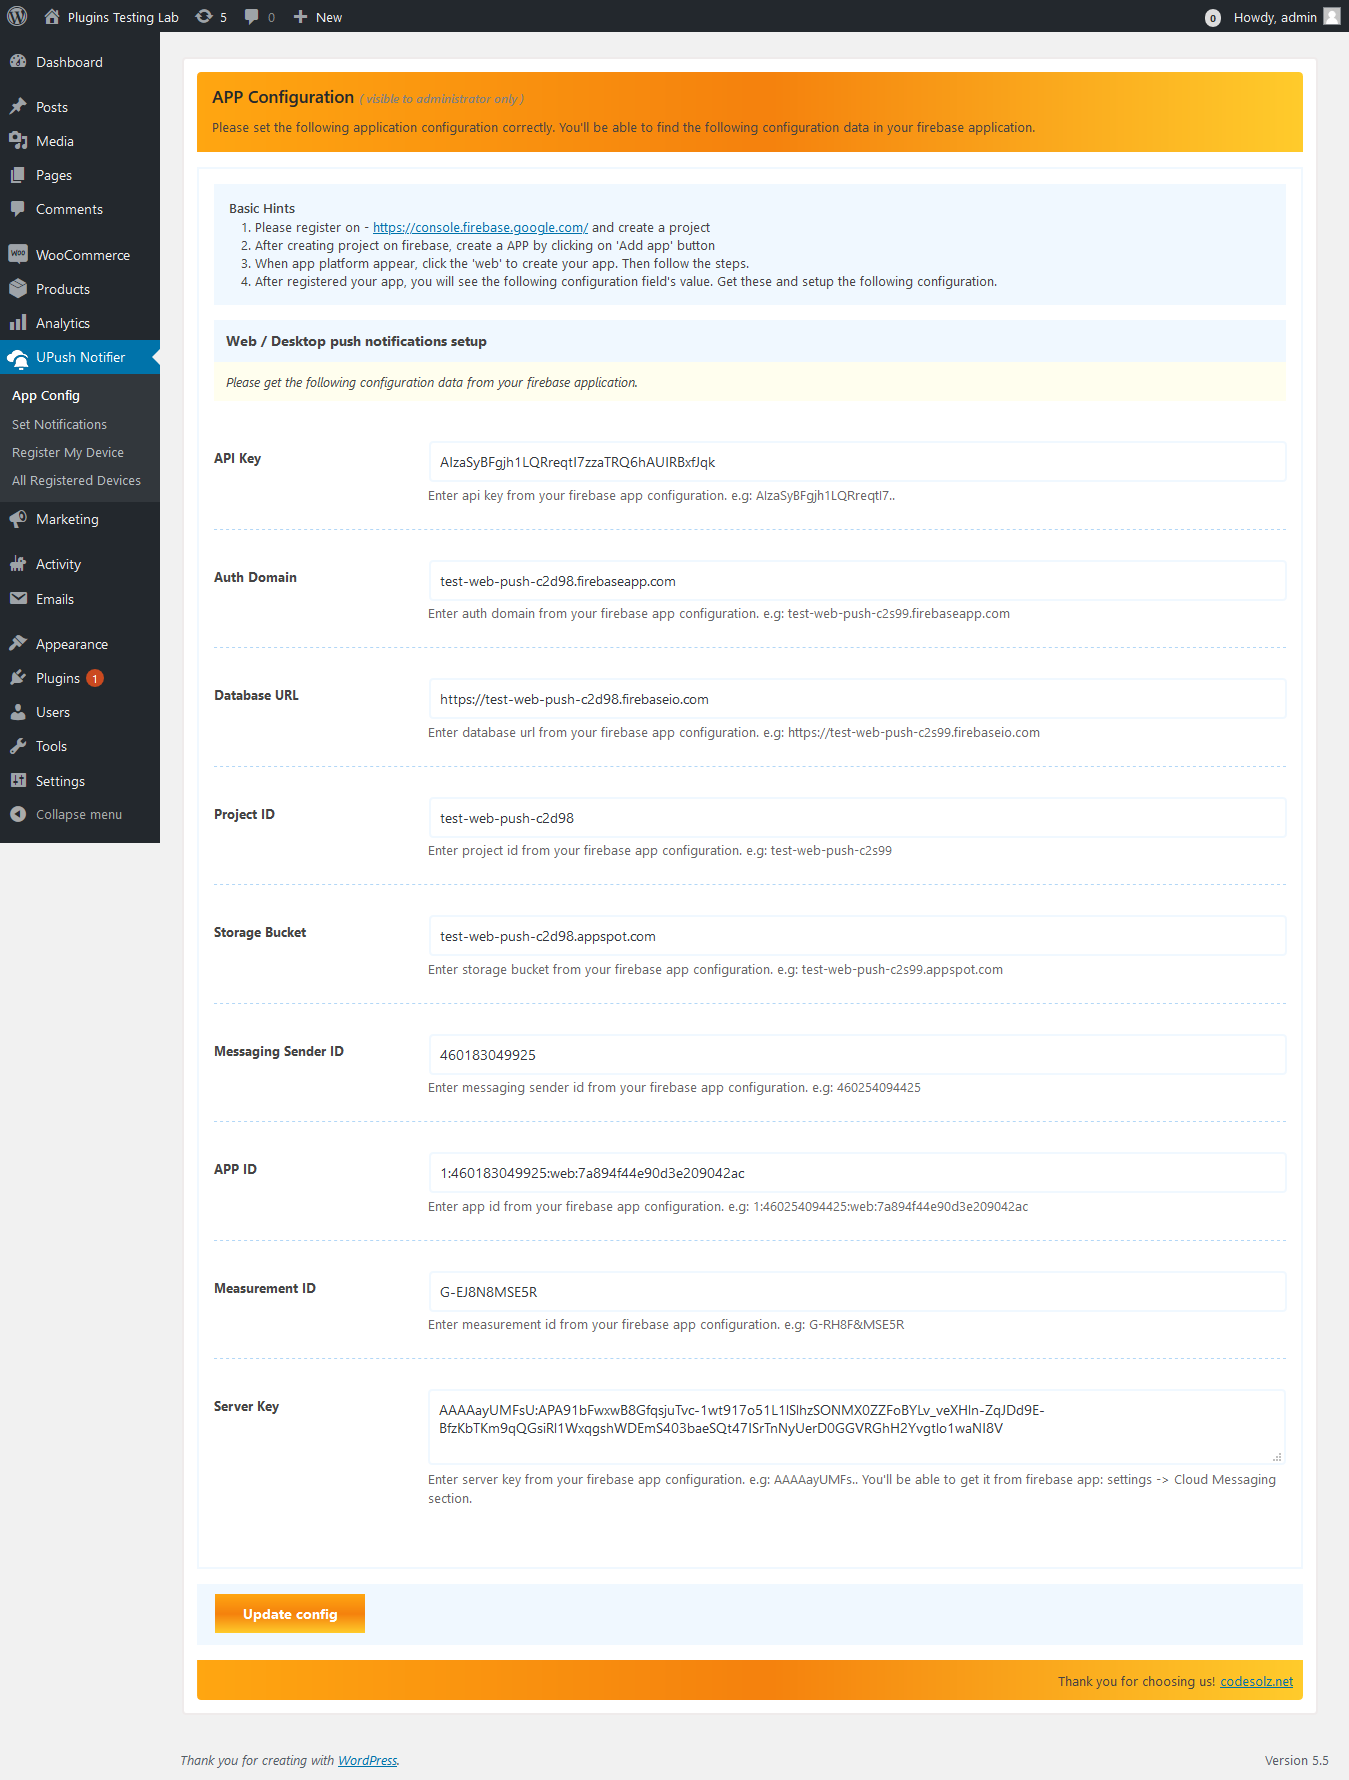 Plugins Testing Lab 5 0 New 0 Howdy, admin
Dashboard
Posts
Media
Pages
Comments
WooCommerce
Products
Analytics
UPush Notifier
App Config
Set Notifications
Register My Device
All Registered Devices
Marketing
Activity
Emails
Appearance
Plugins 1
Users
Tools
Settings
Collapse menu
APP Configuration ( visible to administrator only )
Please set the following application configuration correctly. You'll be able to find the following configuration data in your firebase application.
Basic Hints
1. Please register on - https://console.firebase.google.com/ and create a project
2. After creating project on firebase, create a APP by clicking on 'Add app' button
3. When app platform appear, click the 'web' to create your app. Then follow the steps.
4. After registered your app, you will see the following configuration field's value. Get these and setup the following configuration.
Web / Desktop push notifications setup
Please get the following configuration data from your firebase application.
API Key
AIzaSyBFgjh1LQRreqtI7zzaTRQ6hAUIRBxfJqk
Enter api key from your firebase app configuration. e.g: AIzaSyBFgjh1LQRreqtI7..
Auth Domain
test-web-push-c2d98.firebaseapp.com
Enter auth domain from your firebase app configuration. e.g: test-web-push-c2s99.firebaseapp.com
Database URL
https://test-web-push-c2d98.firebaseio.com
Enter database url from your firebase app configuration. e.g: https://test-web-push-c2s99.firebaseio.com
Project ID
test-web-push-c2d98
Enter project id from your firebase app configuration. e.g: test-web-push-c2s99
Storage Bucket
test-web-push-c2d98.appspot.com
Enter storage bucket from your firebase app configuration. e.g: test-web-push-c2s99.appspot.com
Messaging Sender ID
460183049925
Enter messaging sender id from your firebase app configuration. e.g: 460254094425
APP ID
1:460183049925:web:7a894f44e90d3e209042ac
Enter app id from your firebase app configuration. e.g: 1:460254094425:web:7a894f44e90d3e209042ac
Measurement ID
G-EJ8N8MSE5R
Enter measurement id from your firebase app configuration. e.g: G-RH8F&MSE5R
Server Key
AAAAayUMFsU:APA91bFwxwB8GfqsjuTvc-1wt917o51L1lSlhzSONMX0ZZFoBYLv_veXHln-ZqJDd9E-
BfzKbTKm9qQGsiRl1WxqgshWDEmS403baeSQt47ISrTnNyUerD0GGVRGhH2Yvgtlo1waNI8V
Enter server key from your firebase app configuration. e.g: AAAAayUMFs.. You'll be able to get it from firebase app: settings -> Cloud Messaging
section.
Update config
Thank you for choosing us! codesolz.net
Thank you for creating with WordPress.
Version 5.5